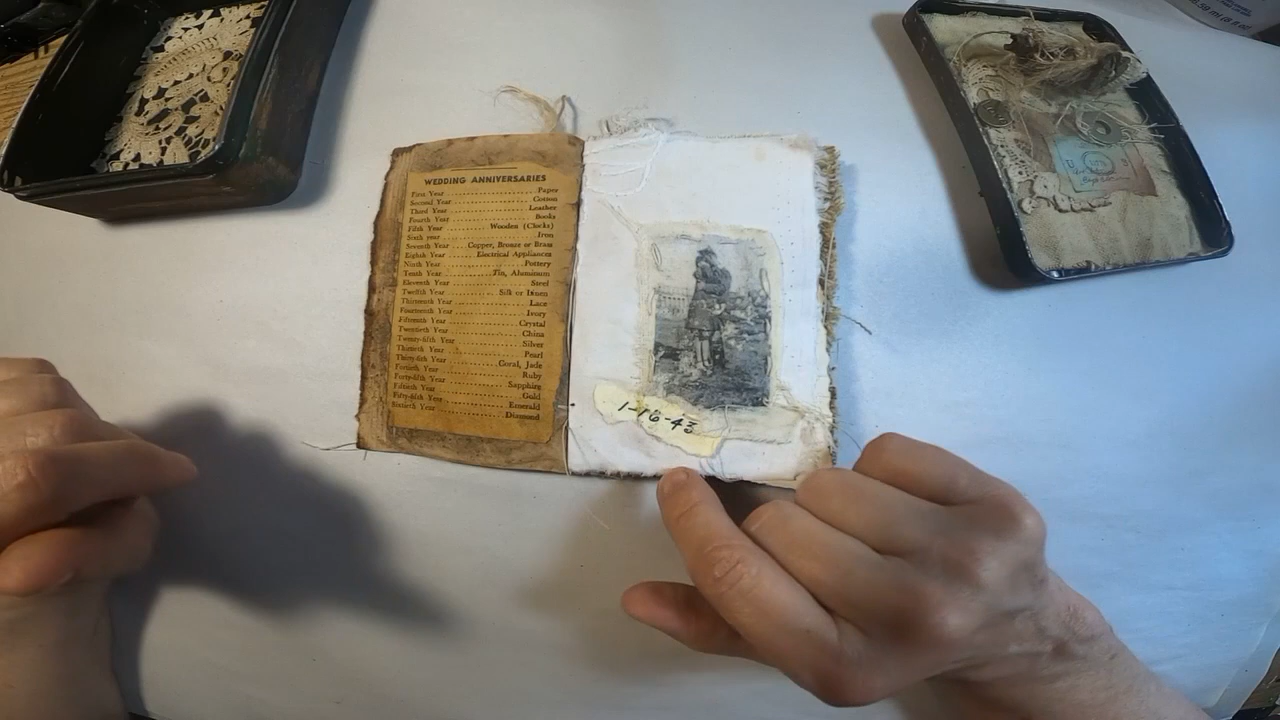 WEDDING ANNIVERSARIES
First Year ........ Paper
Second Year ........ Cotton
Third Year ........ Leather
Fourth Year ........ Books
Fifth Year ........ Wooden (Clocks)
Sixth year ........ Iron
Seventh Year ... Copper, Bronze or Brass
Eighth Year ........ Electrical Appliances
Ninth Year ........ Pottery
Tenth Year ........ Tin, Aluminum
Eleventh Year ........ Steel
Twelfth Year ........ Silk or Linen
Thirteenth Year ........ Lace
Fourteenth Year ........ Ivory
Fifteenth Year ........ Crystal
Twentieth Year ........ China
Twenty-fifth Year ........ Silver
Thirtieth Year ........ Pearl
Thirty-fifth Year ........ Coral, Jade
Fortieth Year ........ Ruby
Forty-fifth Year ........ Sapphire
Fiftieth Year ........ Gold
Fifty-fifth Year ........ Emerald
Sixtieth Year ........ Diamond
1-16-43